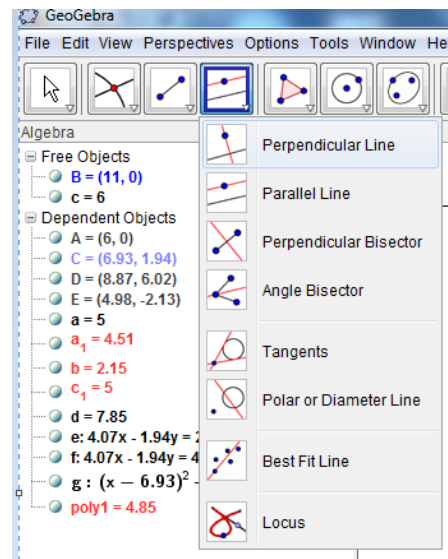 GeoGebra
File Edit View Perspectives Options Tools Window He
Algebra
Free Objects
B = (11, 0)
c = 6
Dependent Objects
A = (6, 0)
C = (6.93, 1.94)
D = (8.87, 6.02)
E = (4.98, -2.13)
a = 5
a₁ = 4.51
b = 2.15
c₁ = 5
d = 7.85
e: 4.07x - 1.94y =
f: 4.07x - 1.94y = 4
g : (x − 6.93)²
poly1 = 4.85
Perpendicular Line
Parallel Line
Perpendicular Bisector
Angle Bisector
Tangents
Polar or Diameter Line
Best Fit Line
Locus